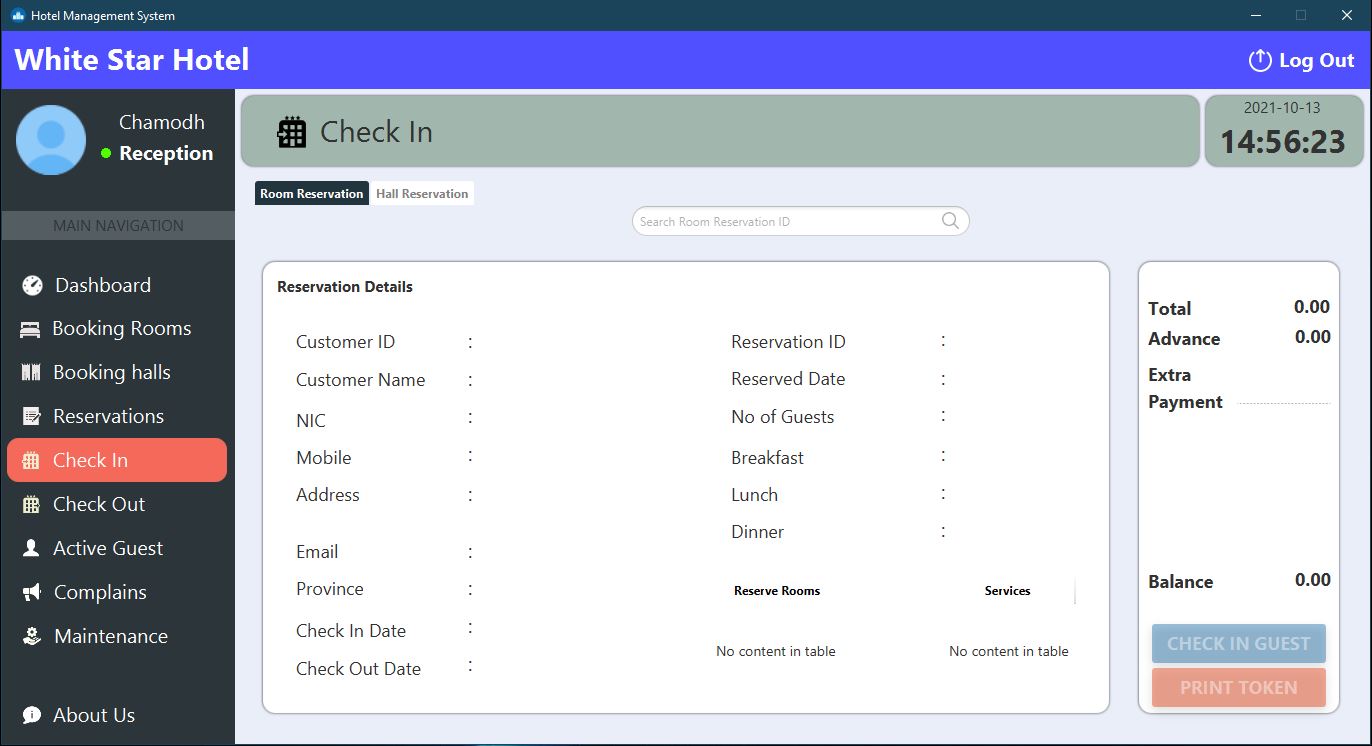 Hotel Management System
White Star Hotel
Log Out
Chamodh
Reception
MAIN NAVIGATION
Dashboard
Booking Rooms
Booking halls
Reservations
Check In
Check Out
Active Guest
Complains
Maintenance
About Us
Check In
2021-10-13
14:56:23
Room Reservation Hall Reservation
Search Room Reservation ID
Reservation Details
Customer ID :
Customer Name :
NIC :
Mobile :
Address :
Email :
Province :
Check In Date :
Check Out Date :
Reservation ID :
Reserved Date :
No of Guests :
Breakfast :
Lunch :
Dinner :
Reserve Rooms Services
No content in table No content in table
Total 0.00
Advance 0.00
Extra
Payment
Balance 0.00
CHECK IN GUEST
PRINT TOKEN